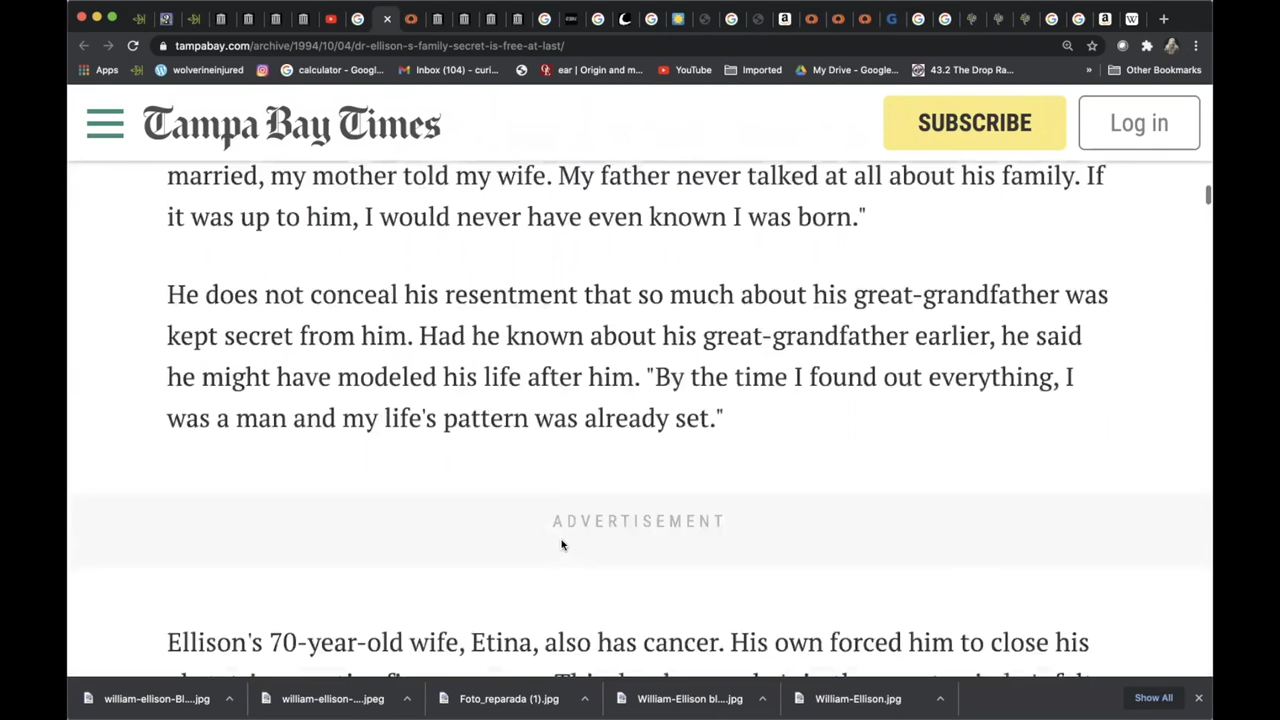 tampabay.com/archive/1994/10/04/dr-ellison-s-family-secret-is-free-at-last/
Apps
wolverineinjured
calculator - Googl...
Inbox (104) - curi...
ear | Origin and m...
YouTube
Imported
My Drive - Google...
43.2 The Drop Ra...
»
Other Bookmarks
Tampa Bay Times
SUBSCRIBE
Log in
married, my mother told my wife. My father never talked at all about his family. If
it was up to him, I would never have even known I was born."
He does not conceal his resentment that so much about his great-grandfather was
kept secret from him. Had he known about his great-grandfather earlier, he said
he might have modeled his life after him. "By the time I found out everything, I
was a man and my life's pattern was already set."
ADVERTISEMENT
Ellison's 70-year-old wife, Etina, also has cancer. His own forced him to close his
william-ellison-Bl....jpg
william-ellison-....jpeg
Foto_reparada (1).jpg
William-Ellison bl....jpg
William-Ellison.jpg
Show All